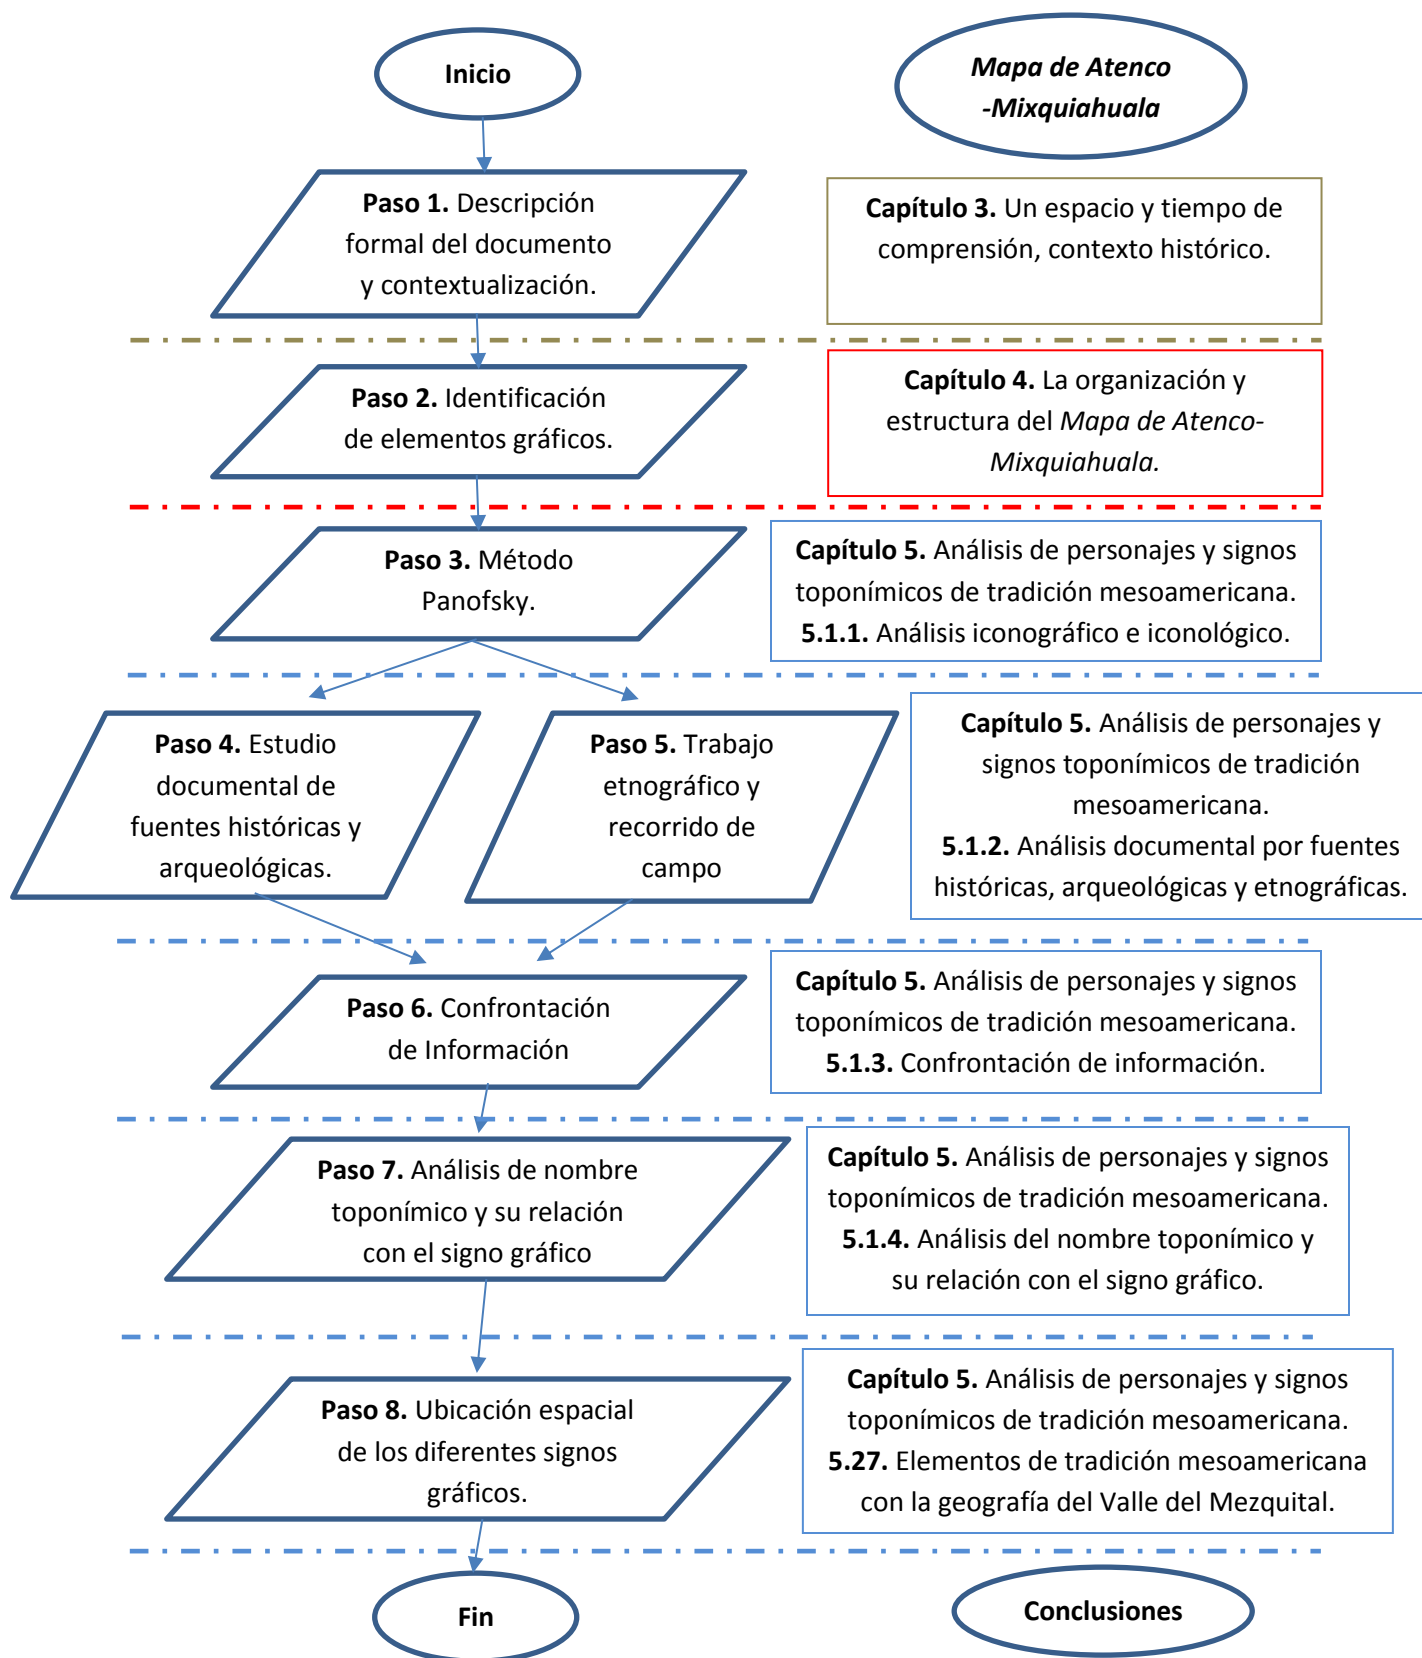 Inicio
Mapa de Atenco
-Mixquiahuala
Paso 1. Descripción
formal del documento
y contextualización.
Capítulo 3. Un espacio y tiempo de
comprensión, contexto histórico.
Paso 2. Identificación
de elementos gráficos.
Capítulo 4. La organización y
estructura del Mapa de Atenco-
Mixquiahuala.
Paso 3. Método
Panofsky.
Capítulo 5. Análisis de personajes y signos
toponímicos de tradición mesoamericana.
5.1.1. Análisis iconográfico e iconológico.
Paso 4. Estudio
documental de
fuentes históricas y
arqueológicas.
Paso 5. Trabajo
etnográfico y
recorrido de
campo
Capítulo 5. Análisis de personajes y
signos toponímicos de tradición
mesoamericana.
5.1.2. Análisis documental por fuentes
históricas, arqueológicas y etnográficas.
Paso 6. Confrontación
de Información
Capítulo 5. Análisis de personajes y signos
toponímicos de tradición mesoamericana.
5.1.3. Confrontación de información.
Paso 7. Análisis de nombre
toponímico y su relación
con el signo gráfico
Capítulo 5. Análisis de personajes y signos
toponímicos de tradición mesoamericana.
5.1.4. Análisis del nombre toponímico y
su relación con el signo gráfico.
Paso 8. Ubicación espacial
de los diferentes signos
gráficos.
Capítulo 5. Análisis de personajes y signos
toponímicos de tradición mesoamericana.
5.27. Elementos de tradición mesoamericana
con la geografía del Valle del Mezquital.
Fin
Conclusiones